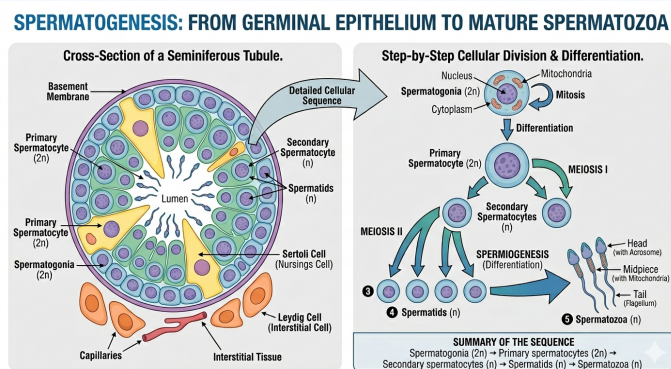 SPERMATOGENESIS: FROM GERMINAL EPITHELIUM TO MATURE SPERMATOZOA
Cross-Section of a Seminiferous Tubule.
Basement
Membrane
Primary
Spermatocyte
(2n)
Primary
Spermatocyte
(2n)
Spermatogonia
(2n)
Lumen
Secondary
Spermatocyte
(n)
Spermatids
(n)
Sertoli Cell
(Nursings Cell)
Leydig Cell
(Interstitial Cell)
Capillaries
Interstitial Tissue
Detailed Cellular
Sequence
Step-by-Step Cellular Division & Differentiation.
Nucleus
Mitochondria
Spermatogonia (2n)
Mitosis
Cytoplasm
Differentiation
Primary
Spermatocyte (2n)
MEIOSIS I
Secondary
Spermatocytes
(n)
MEIOSIS II
SPERMIOGENESIS
(Differentiation)
3
4 Spermatids (n)
Head
(with Acrosome)
Midpiece
(with Mitochondria)
Tail
(Flagellum)
5 Spermatozoa (n)
SUMMARY OF THE SEQUENCE
Spermatogonia (2n) → Primary spermatocytes (2n) →
Secondary spermatocytes (n) → Spermatids (n) → Spermatozoa (n)